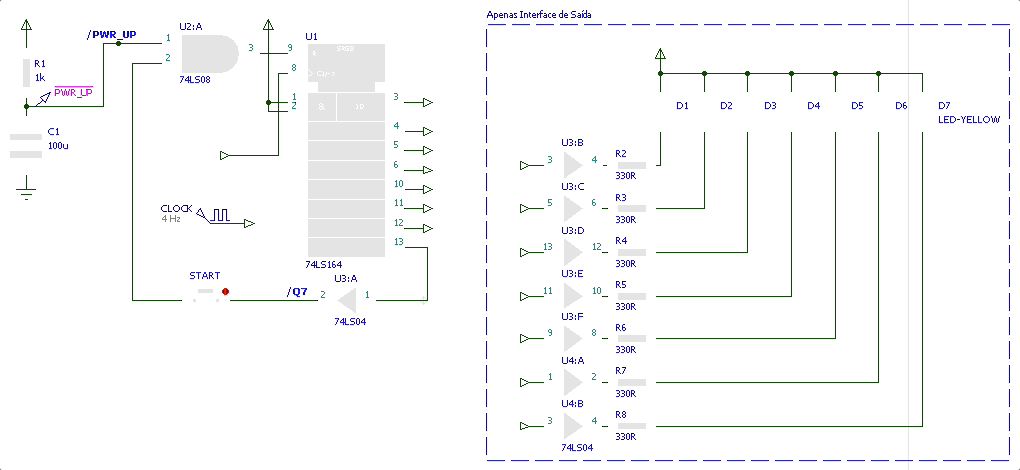 Apenas Interface de Saída
/PWR_UP
U2:A
U1
1
2
3
74LS08
R1
1k
PWR_UP
C1
100u
9
8
1
2
SRG8
C1/->
&
1D
3
4
5
6
10
11
12
13
74LS164
CLOCK
4 Hz
START
/Q7
U3:A
2
1
74LS04
D1
D2
D3
D4
D5
D6
D7
LED-YELLOW
U3:B
3
4
R2
330R
U3:C
5
6
R3
330R
U3:D
13
12
R4
330R
U3:E
11
10
R5
330R
U3:F
9
8
R6
330R
U4:A
1
2
R7
330R
U4:B
3
4
R8
330R
74LS04